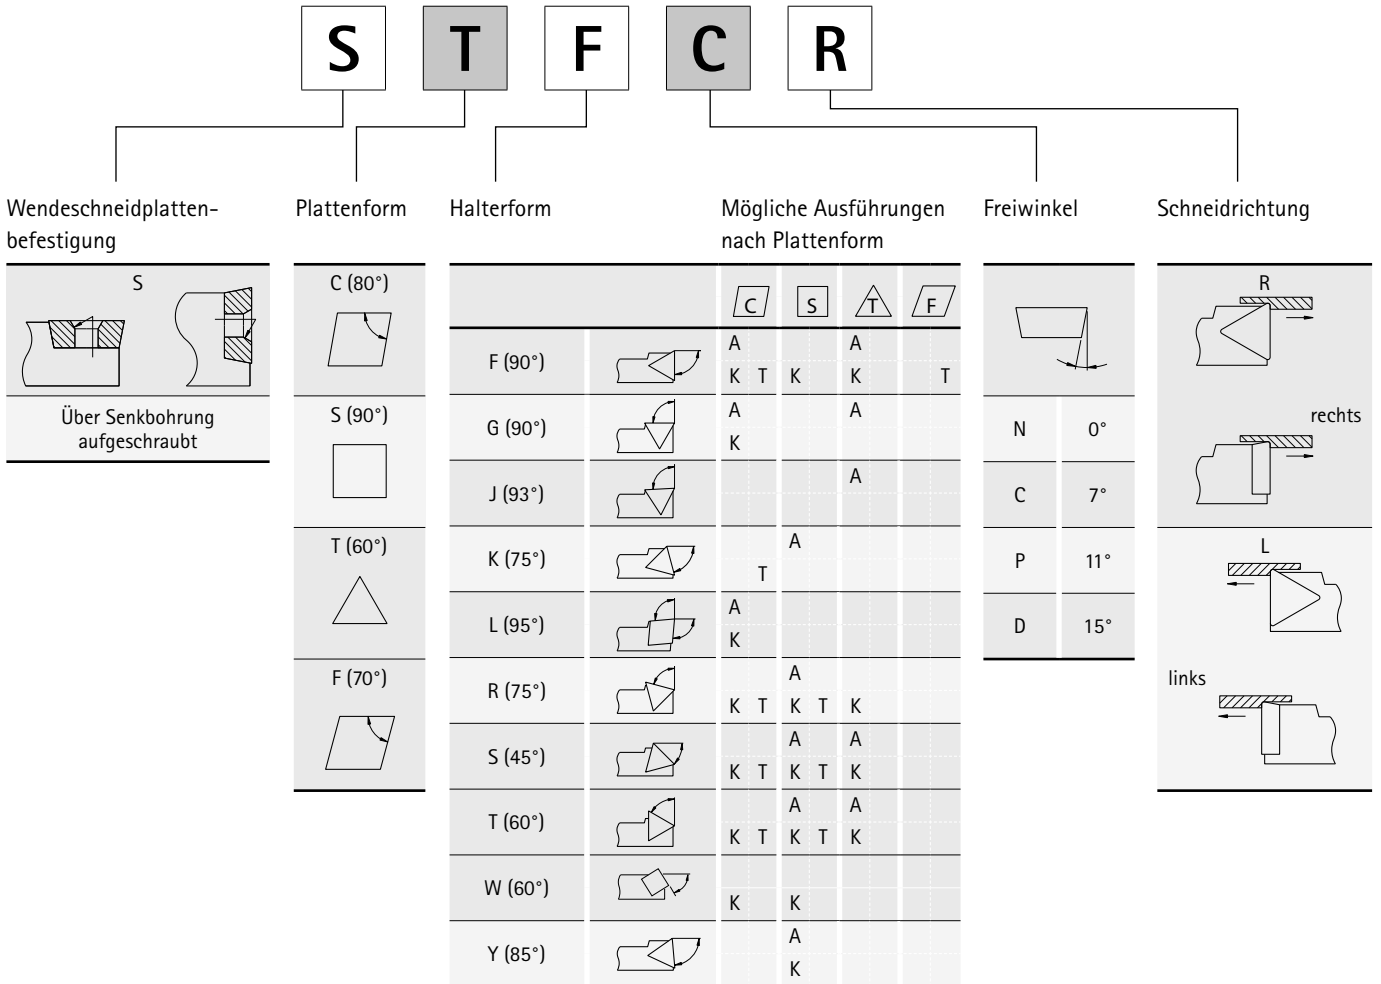 S T F C R
Wendeschneidplatten-
befestigung
Plattenform
Halterform
Mögliche Ausführungen
nach Plattenform
Freiwinkel
Schneidrichtung
S
Über Senkbohrung
aufgeschraubt
C (80°)
S (90°)
T (60°)
F (70°)
C S T F
F (90°)
A A
K T K K T
G (90°)
A A
K
J (93°)
A
K (75°)
A
T
L (95°)
A
K
R (75°)
A
K T K T K
S (45°)
A A
K T K T K
T (60°)
A A
K T K T K
W (60°)
K K
Y (85°)
A
K
N 0°
C 7°
P 11°
D 15°
R
rechts
L
links